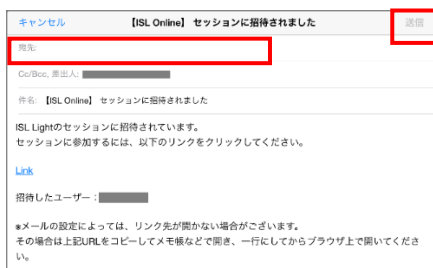 キャンセル 【ISL Online】 セッションに招待されました 送信
宛先:
Cc/Bcc, 差出人:
件名: 【ISL Online】 セッションに招待されました
ISL Lightのセッションに招待されています。
セッションに参加するには、以下のリンクをクリックしてください。
Link
招待したユーザー：
※メールの設定によっては、リンク先が開かない場合がございます。
その場合は上記URLをコピーしてメモ帳などで開き、一行にしてからブラウザ上で開いてくださ
い。